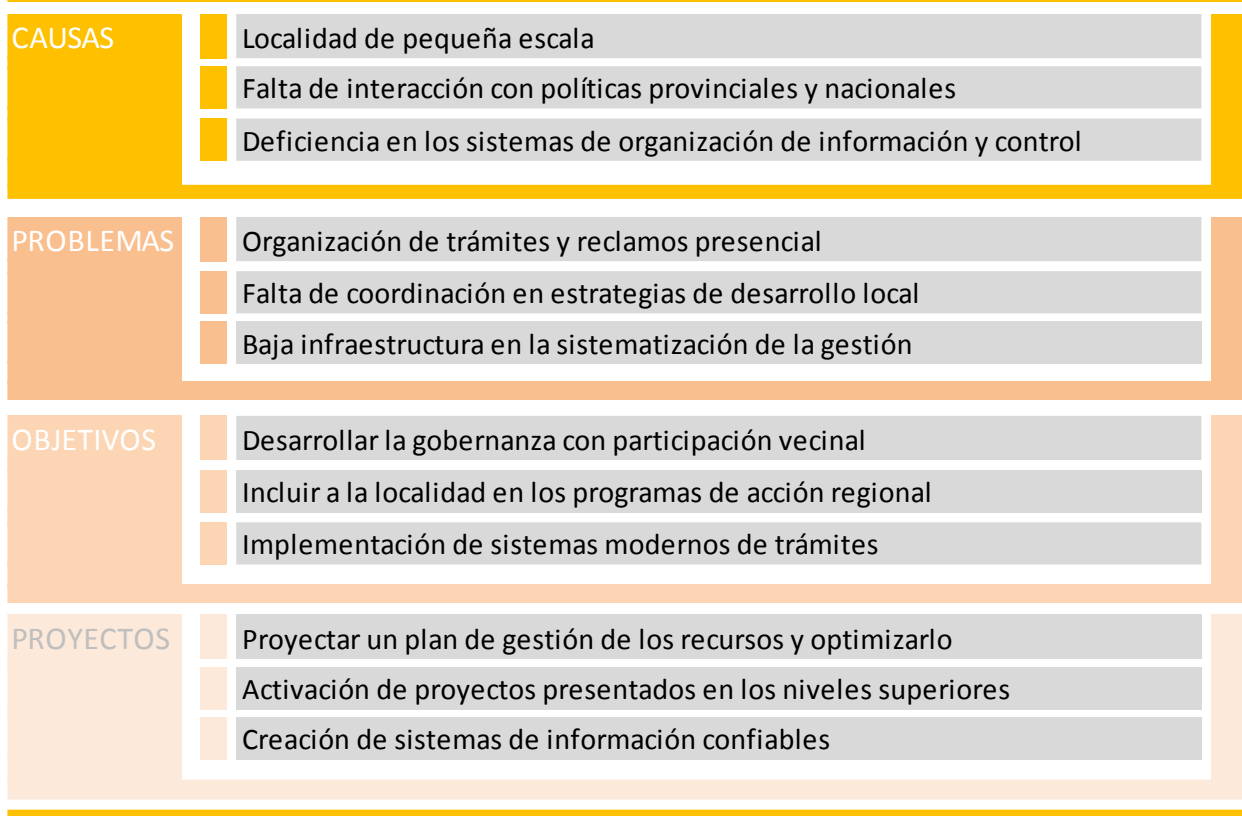 CAUSAS
Localidad de pequeña escala
Falta de interacción con políticas provinciales y nacionales
Deficiencia en los sistemas de organización de información y control
PROBLEMAS
Organización de trámites y reclamos presencial
Falta de coordinación en estrategias de desarrollo local
Baja infraestructura en la sistematización de la gestión
OBJETIVOS
Desarrollar la gobernanza con participación vecinal
Incluir a la localidad en los programas de acción regional
Implementación de sistemas modernos de trámites
PROYECTOS
Proyectar un plan de gestión de los recursos y optimizarlo
Activación de proyectos presentados en los niveles superiores
Creación de sistemas de información confiables